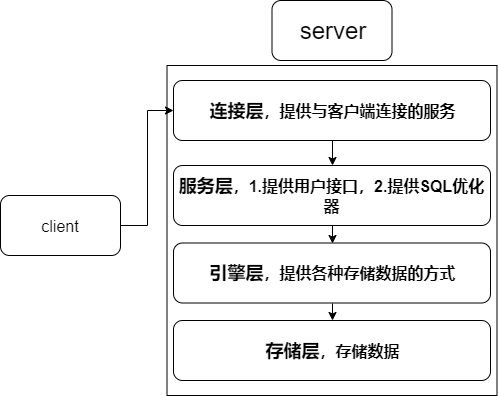 server
连接层，提供与客户端连接的服务
服务层，1.提供用户接口，2.提供SQL优化
器
client
引擎层，提供各种存储数据的方式
存储层，存储数据